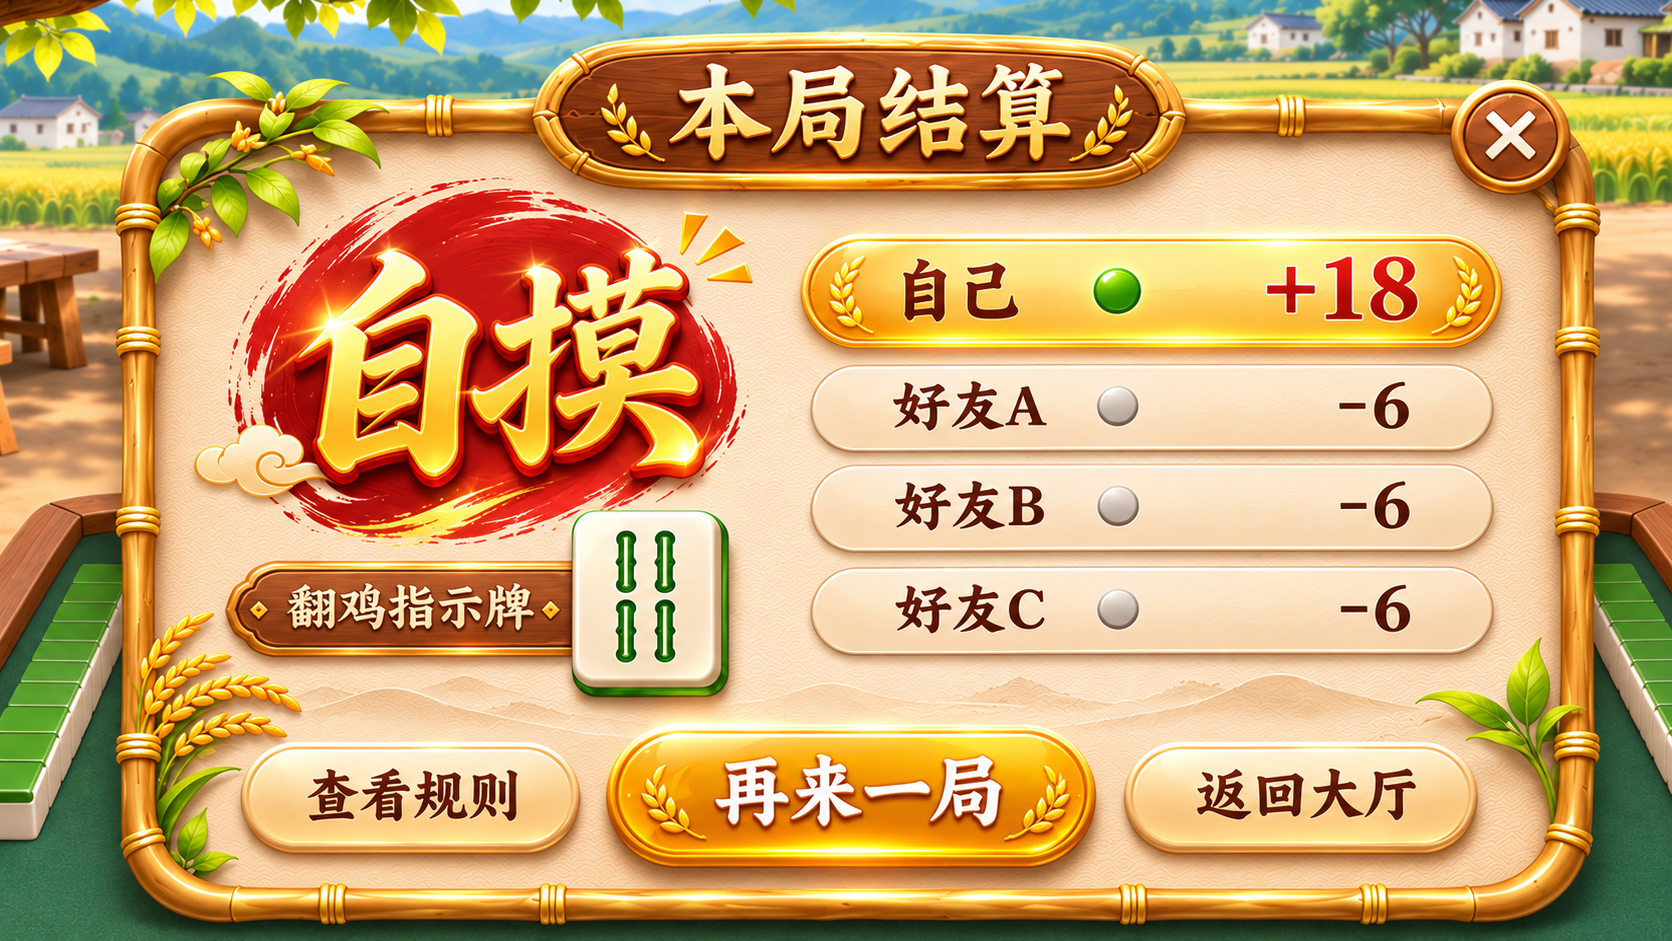 本局结算
自摸
翻鸡指示牌
自己 +18
好友A -6
好友B -6
好友C -6
查看规则
再来一局
返回大厅